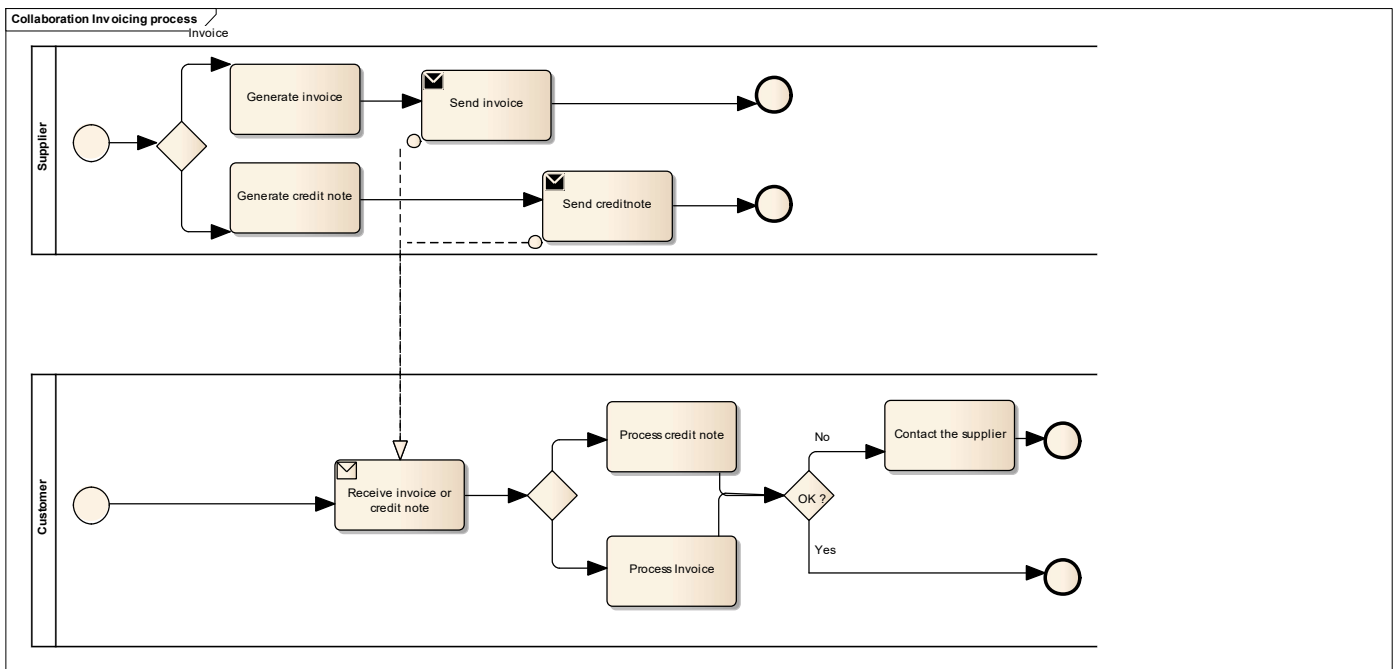 Collaboration Invoicing process
Invoice
Supplier
Generate invoice
Send invoice
Generate credit note
Send creditnote
Customer
Receive invoice or
credit note
Process credit note
Process Invoice
OK ?
No
Yes
Contact the supplier